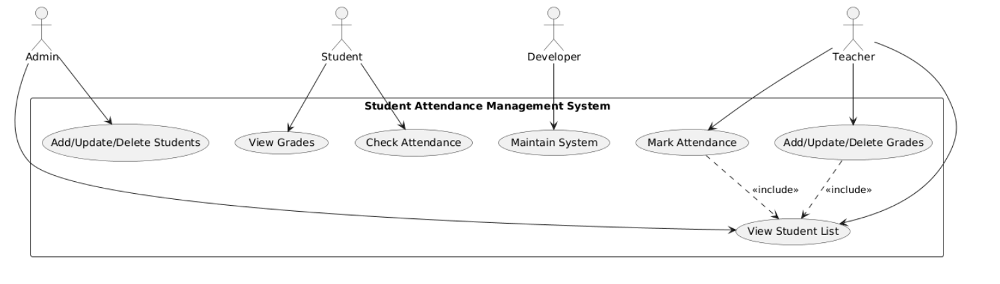 Admin
Student
Developer
Teacher
Student Attendance Management System
Add/Update/Delete Students
View Grades
Check Attendance
Maintain System
Mark Attendance
Add/Update/Delete Grades
«include»
«include»
View Student List